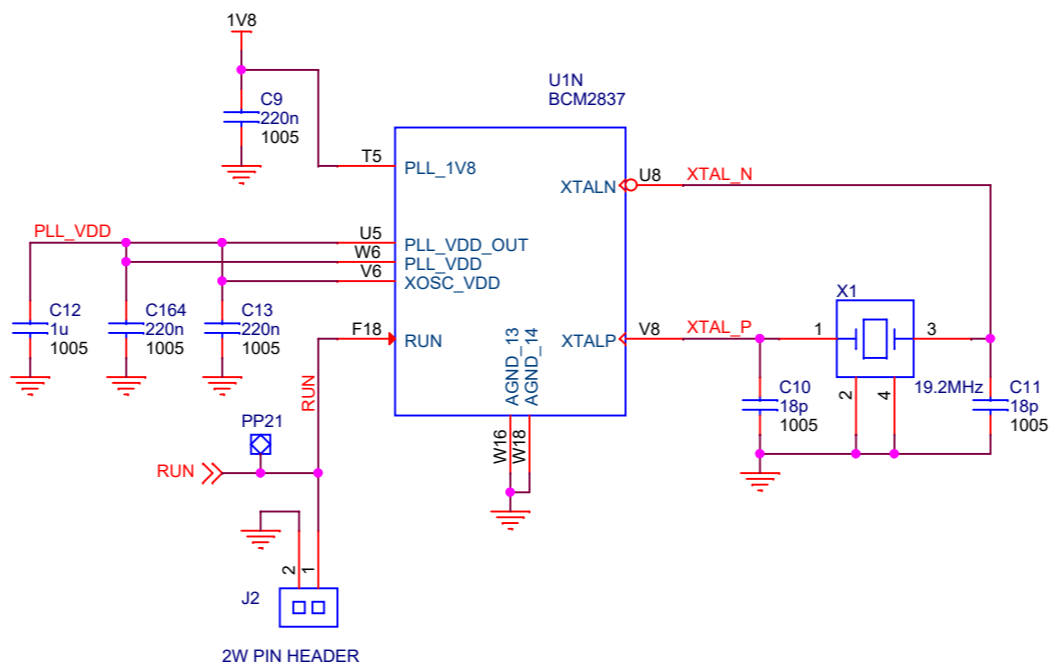 1V8
C9
220n
1005
U1N
BCM2837
T5
PLL_1V8
XTALN
U8
XTAL_N
PLL_VDD
U5
PLL_VDD_OUT
W6
PLL_VDD
V6
XOSC_VDD
C12
1u
1005
C164
220n
1005
C13
220n
1005
F18
RUN
AGND_13
AGND_14
XTALP
V8
XTAL_P
X1
1
3
2
4
19.2MHz
C10
18p
1005
C11
18p
1005
RUN
W16
W18
PP21
RUN
2
1
J2
2W PIN HEADER